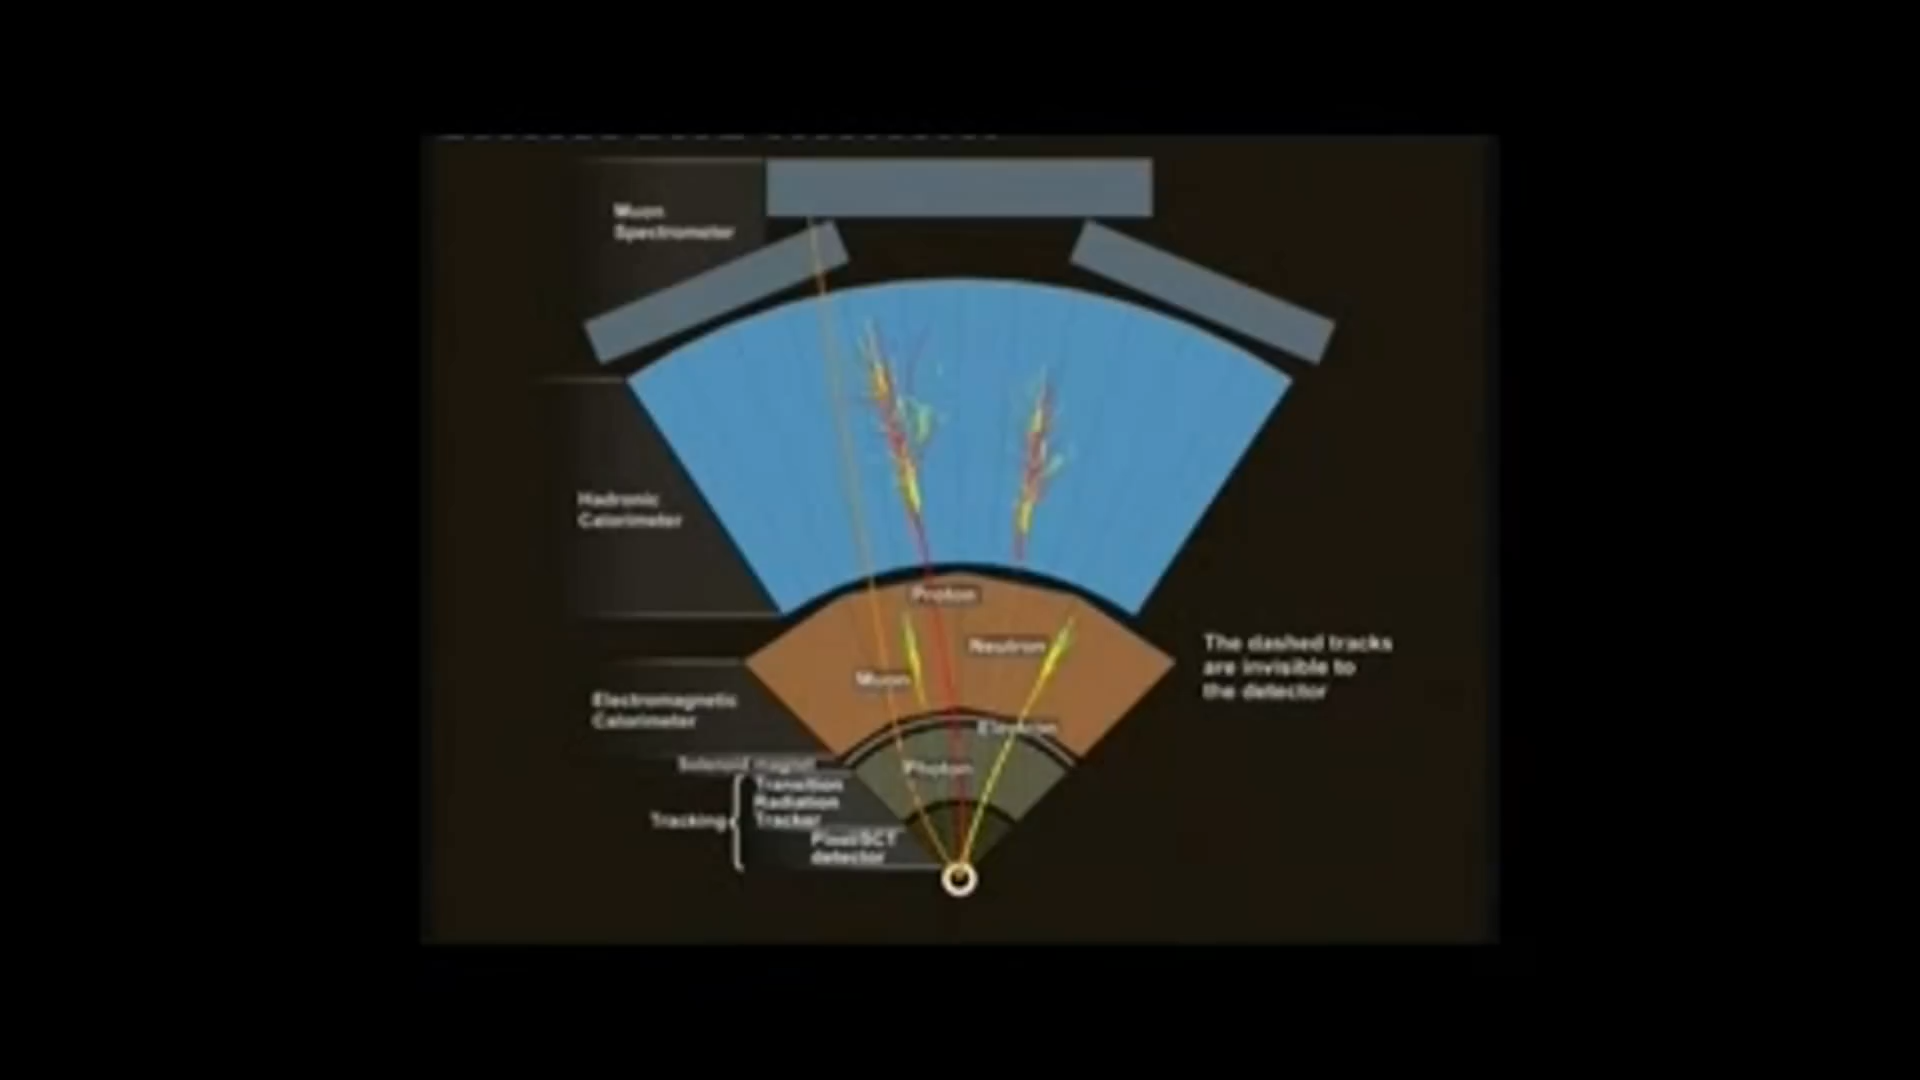 Muon
Spectrometer
Hadronic
Calorimeter
Proton
Neutron
Muon
The dashed tracks
are invisible to
the detector
Electromagnetic
Calorimeter
Electron
Solenoid magnet
Photon
Transition
Radiation
Tracker
Tracking
Pixel/SCT
detector